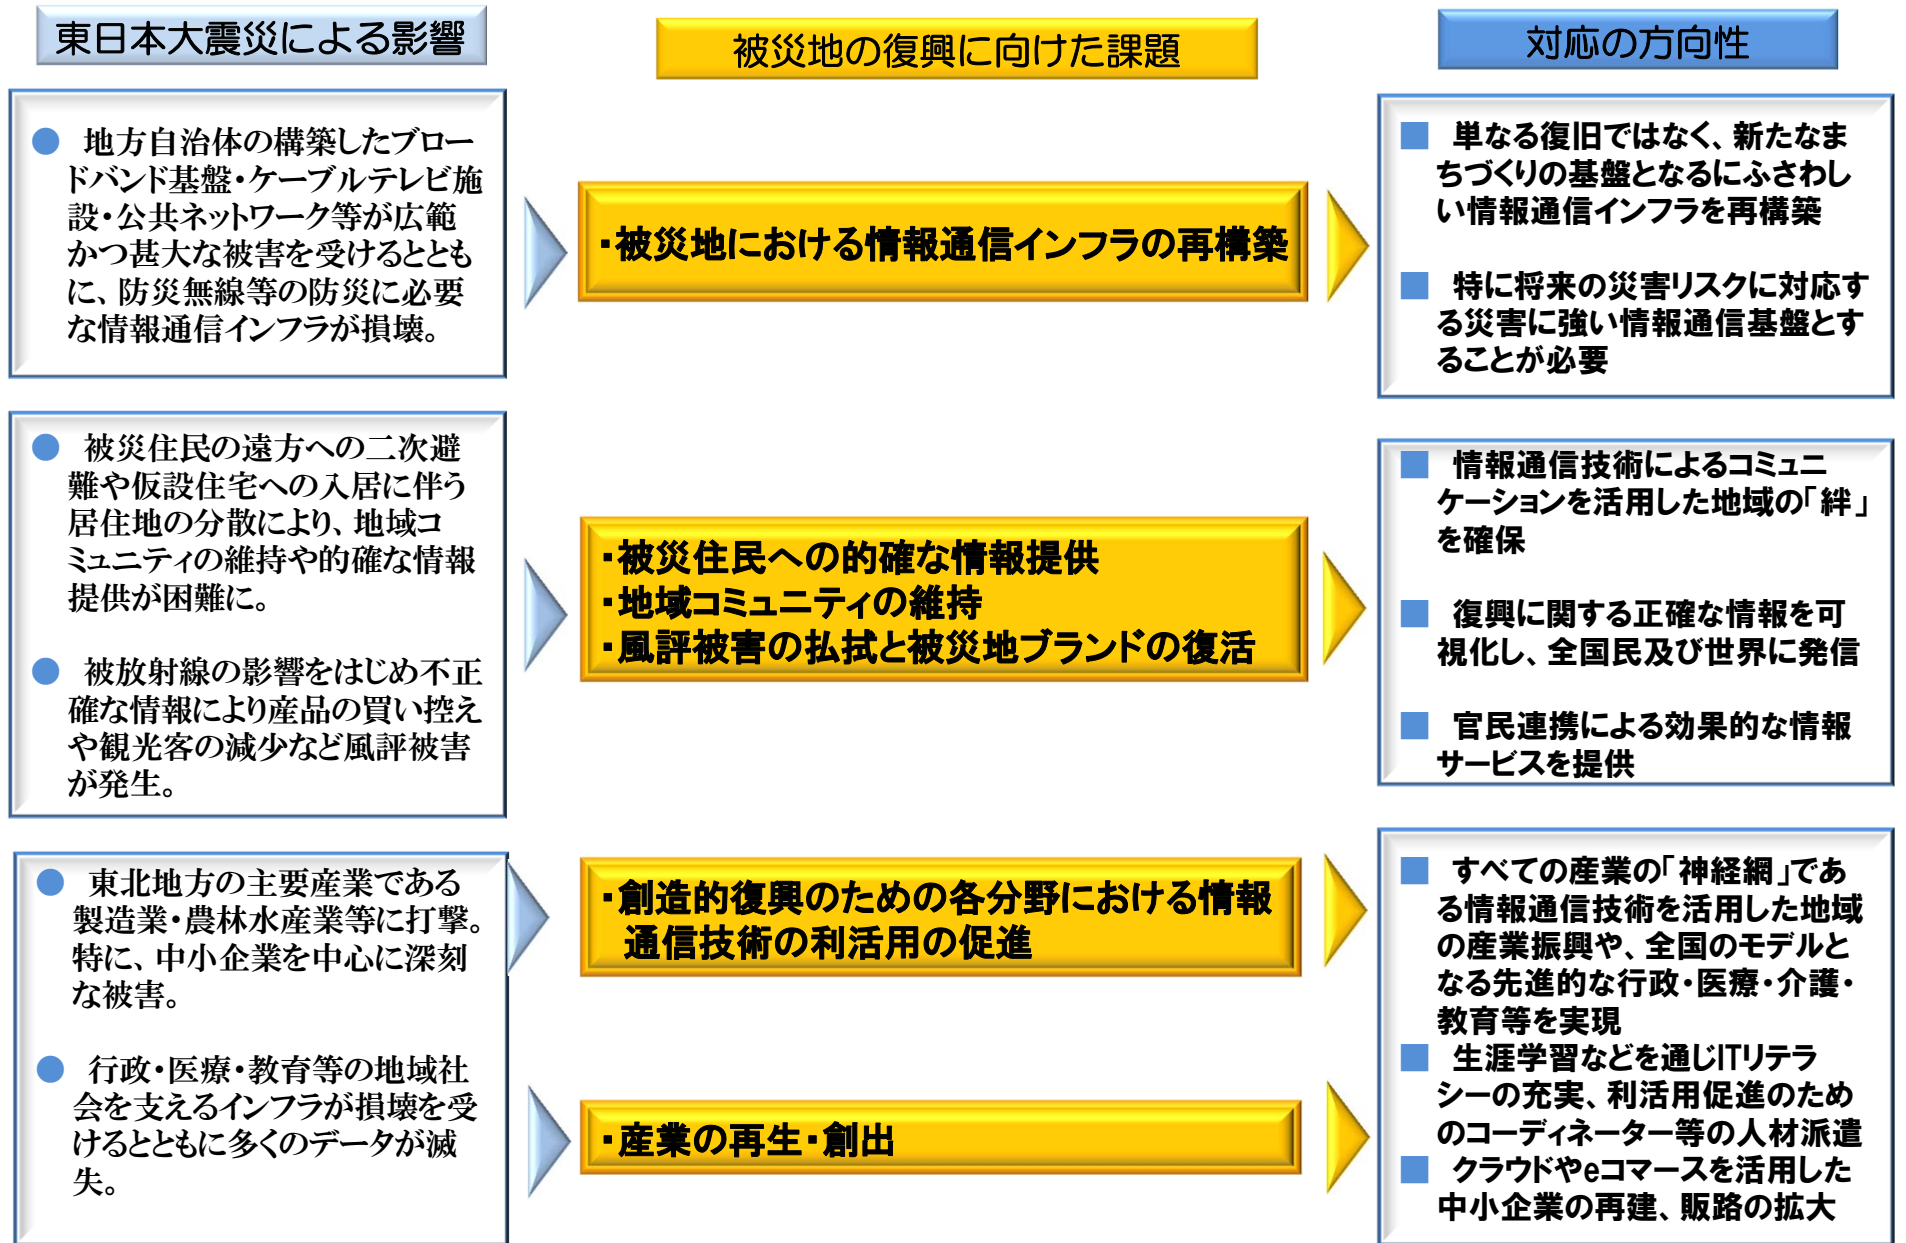 東日本大震災による影響
被災地の復興に向けた課題
対応の方向性
● 地方自治体の構築したブロー
ドバンド基盤・ケーブルテレビ施
設・公共ネットワーク等が広範
かつ甚大な被害を受けるととも
に、防災無線等の防災に必要
な情報通信インフラが損壊。
・被災地における情報通信インフラの再構築
■ 単なる復旧ではなく、新たなま
ちづくりの基盤となるにふさわし
い情報通信インフラを再構築
■ 特に将来の災害リスクに対応す
る災害に強い情報通信基盤とす
ることが必要
● 被災住民の遠方への二次避
難や仮設住宅への入居に伴う
居住地の分散により、地域コ
ミュニティの維持や的確な情報
提供が困難に。
● 被放射線の影響をはじめ不正
確な情報により産品の買い控え
や観光客の減少など風評被害
が発生。
・被災住民への的確な情報提供
・地域コミュニティの維持
・風評被害の払拭と被災地ブランドの復活
■ 情報通信技術によるコミュニ
ケーションを活用した地域の「絆」
を確保
■ 復興に関する正確な情報を可
視化し、全国民及び世界に発信
■ 官民連携による効果的な情報
サービスを提供
● 東北地方の主要産業である
製造業・農林水産業等に打撃。
特に、中小企業を中心に深刻
な被害。
● 行政・医療・教育等の地域社
会を支えるインフラが損壊を受
けるとともに多くのデータが滅
失。
・創造的復興のための各分野における情報
通信技術の利活用の促進
・産業の再生・創出
■ すべての産業の「神経網」であ
る情報通信技術を活用した地域
の産業振興や、全国のモデルと
なる先進的な行政・医療・介護・
教育等を実現
■ 生涯学習などを通じITリテラ
シーの充実、利活用促進のため
のコーディネーター等の人材派遣
■ クラウドやeコマースを活用した
中小企業の再建、販路の拡大